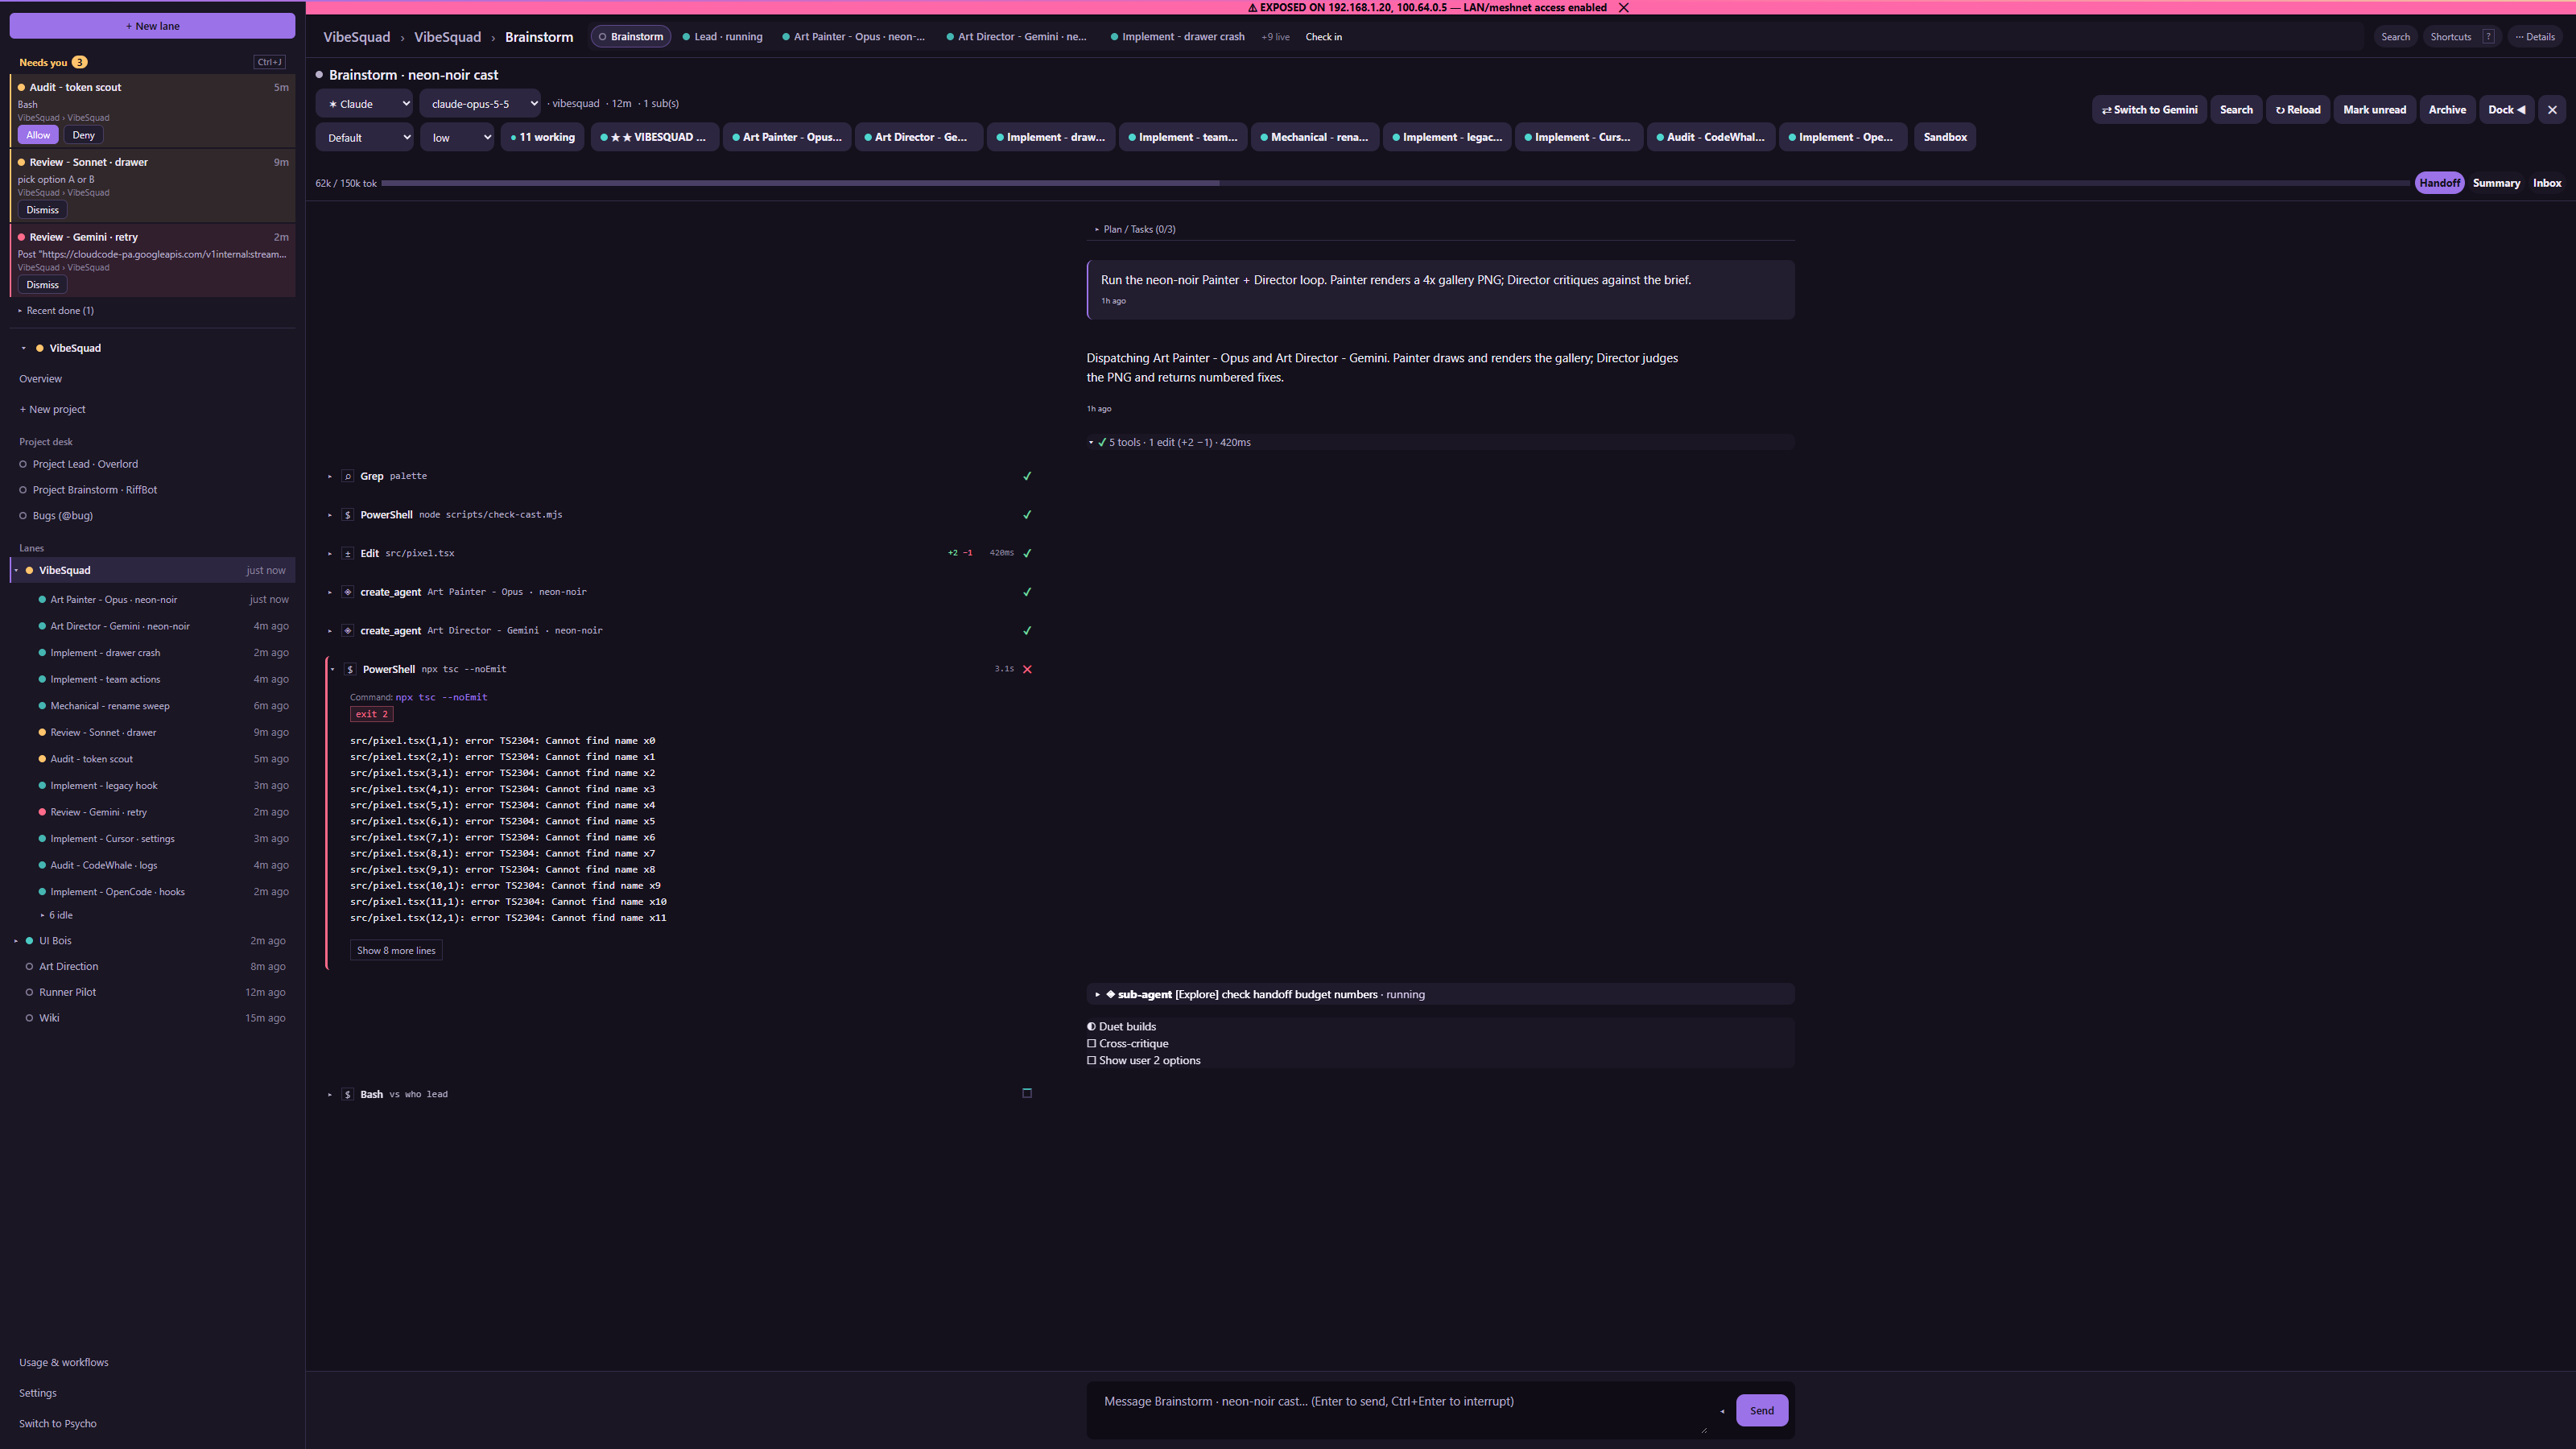 ⚠ EXPOSED ON 192.168.1.20, 100.64.0.5 — LAN/meshnet access enabled ✕
+ New lane
Needs you 3 Ctrl+J
Audit - token scout 5m
Bash
VibeSquad › VibeSquad
Allow Deny
Review - Sonnet · drawer 9m
pick option A or B
VibeSquad › VibeSquad
Dismiss
Review - Gemini · retry 2m
Post "https://cloudcode-pa.googleapis.com/v1internal:stream...
VibeSquad › VibeSquad
Dismiss
Recent done (1)
VibeSquad
Overview
+ New project
Project desk
Project Lead · Overlord
Project Brainstorm · RiffBot
Bugs (@bug)
Lanes
VibeSquad just now
Art Painter - Opus · neon-noir just now
Art Director - Gemini · neon-noir 4m ago
Implement - drawer crash 2m ago
Implement - team actions 4m ago
Mechanical - rename sweep 6m ago
Review - Sonnet · drawer 9m ago
Audit - token scout 5m ago
Implement - legacy hook 3m ago
Review - Gemini · retry 2m ago
Implement - Cursor · settings 3m ago
Audit - CodeWhale · logs 4m ago
Implement - OpenCode · hooks 2m ago
6 idle
UI Bois 2m ago
Art Direction 8m ago
Runner Pilot 12m ago
Wiki 15m ago
Usage & workflows
Settings
Switch to Psycho
VibeSquad › VibeSquad › Brainstorm
Brainstorm Lead · running Art Painter - Opus · neon-... Art Director - Gemini · ne... Implement - drawer crash +9 live Check in
Search Shortcuts ? ··· Details
Brainstorm · neon-noir cast
✶ Claude claude-opus-5-5 · vibesquad · 12m · 1 sub(s)
⇄ Switch to Gemini Search ↻ Reload Mark unread Archive Dock ◀ ✕
Default low 11 working ★ ★ VIBESQUAD ... Art Painter - Opus... Art Director - Ge... Implement - draw... Implement - team... Mechanical - rena... Implement - legac... Implement - Curs... Audit - CodeWhal... Implement - Ope... Sandbox
62k / 150k tok Handoff Summary Inbox
Plan / Tasks (0/3)
Run the neon-noir Painter + Director loop. Painter renders a 4x gallery PNG; Director critiques against the brief.
1h ago
Dispatching Art Painter - Opus and Art Director - Gemini. Painter draws and renders the gallery; Director judges
the PNG and returns numbered fixes.
1h ago
✓ 5 tools · 1 edit (+2 −1) · 420ms
Grep palette ✓
$ PowerShell node scripts/check-cast.mjs ✓
± Edit src/pixel.tsx +2 −1 420ms ✓
create_agent Art Painter - Opus · neon-noir ✓
create_agent Art Director - Gemini · neon-noir ✓
$ PowerShell npx tsc --noEmit 3.1s ✕
Command: npx tsc --noEmit
exit 2
src/pixel.tsx(1,1): error TS2304: Cannot find name x0
src/pixel.tsx(2,1): error TS2304: Cannot find name x1
src/pixel.tsx(3,1): error TS2304: Cannot find name x2
src/pixel.tsx(4,1): error TS2304: Cannot find name x3
src/pixel.tsx(5,1): error TS2304: Cannot find name x4
src/pixel.tsx(6,1): error TS2304: Cannot find name x5
src/pixel.tsx(7,1): error TS2304: Cannot find name x6
src/pixel.tsx(8,1): error TS2304: Cannot find name x7
src/pixel.tsx(9,1): error TS2304: Cannot find name x8
src/pixel.tsx(10,1): error TS2304: Cannot find name x9
src/pixel.tsx(11,1): error TS2304: Cannot find name x10
src/pixel.tsx(12,1): error TS2304: Cannot find name x11
Show 8 more lines
❖ sub-agent [Explore] check handoff budget numbers · running
◐ Duet builds
☐ Cross-critique
☐ Show user 2 options
$ Bash vs who lead
Message Brainstorm · neon-noir cast... (Enter to send, Ctrl+Enter to interrupt)
Send